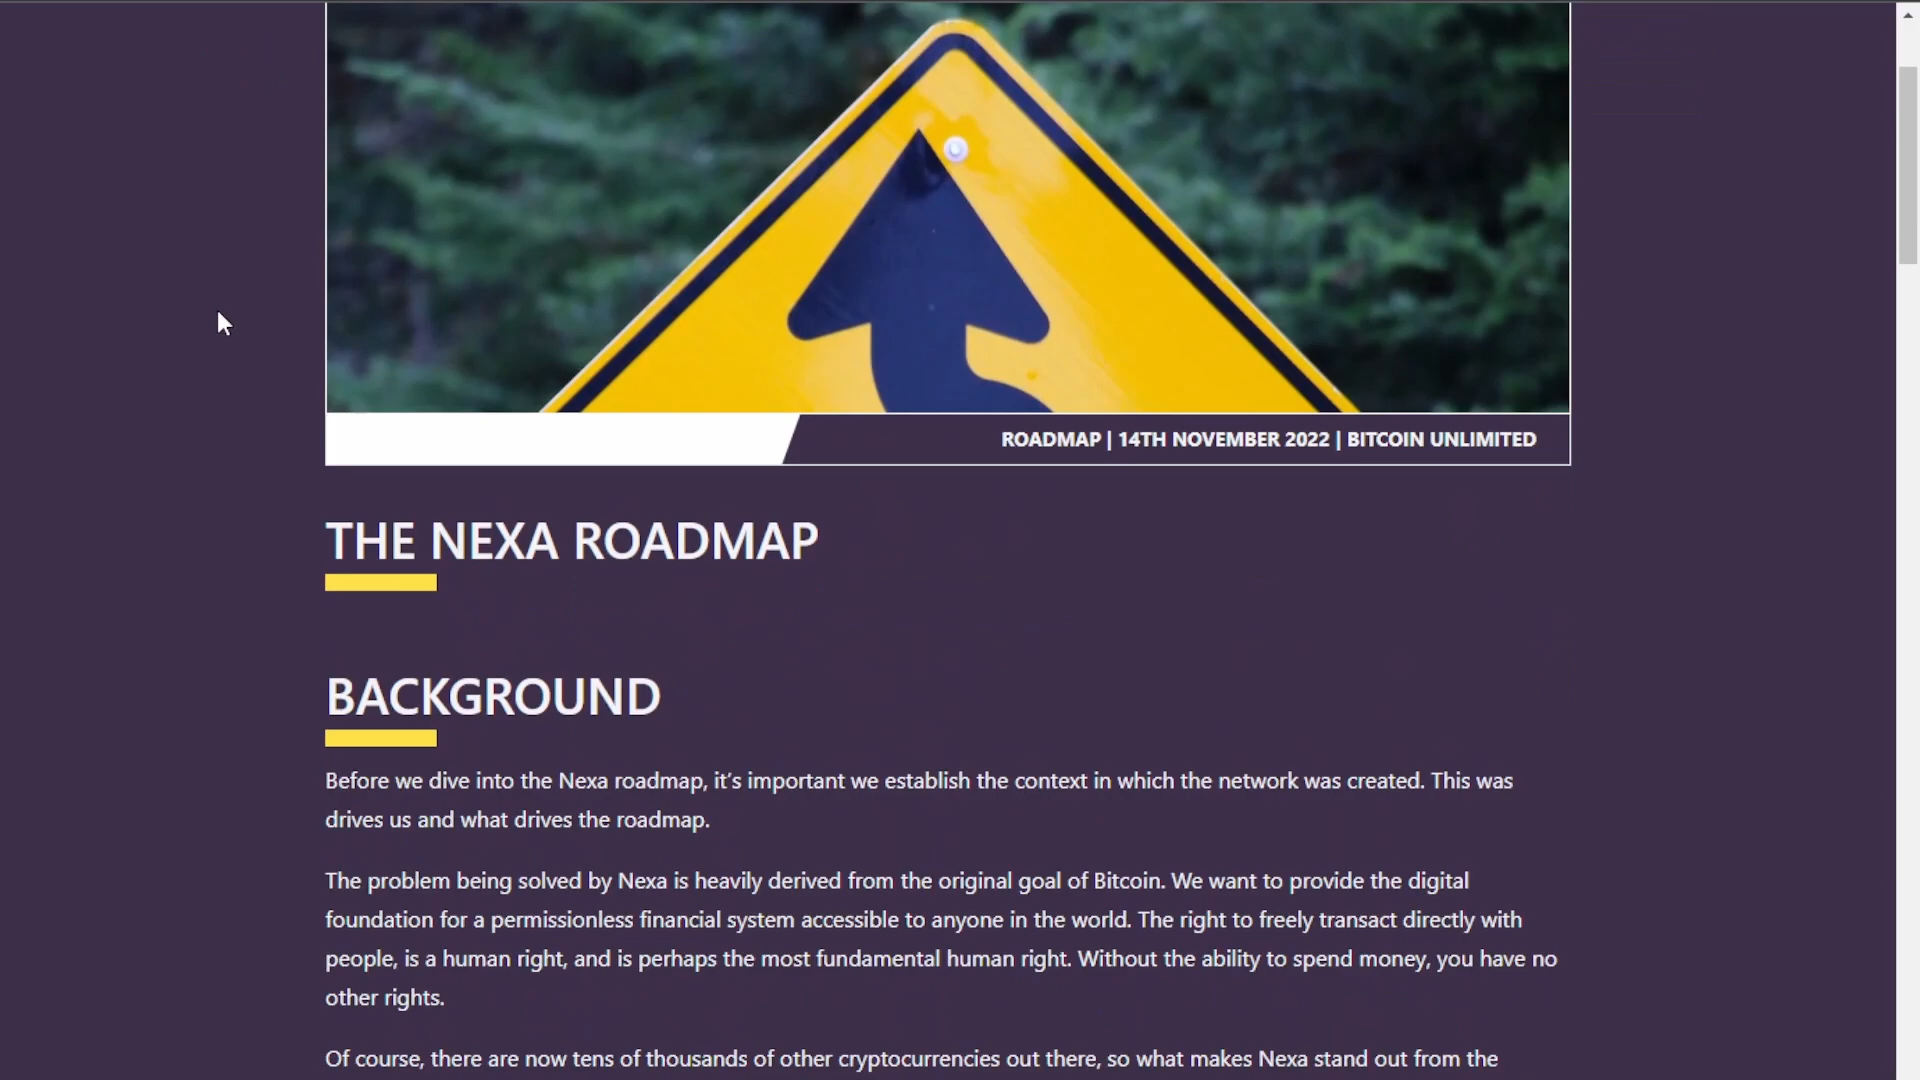 ROADMAP | 14TH NOVEMBER 2022 | BITCOIN UNLIMITED
THE NEXA ROADMAP
BACKGROUND
Before we dive into the Nexa roadmap, it's important we establish the context in which the network was created. This was
drives us and what drives the roadmap.
The problem being solved by Nexa is heavily derived from the original goal of Bitcoin. We want to provide the digital
foundation for a permissionless financial system accessible to anyone in the world. The right to freely transact directly with
people, is a human right, and is perhaps the most fundamental human right. Without the ability to spend money, you have no
other rights.
Of course, there are now tens of thousands of other cryptocurrencies out there, so what makes Nexa stand out from the